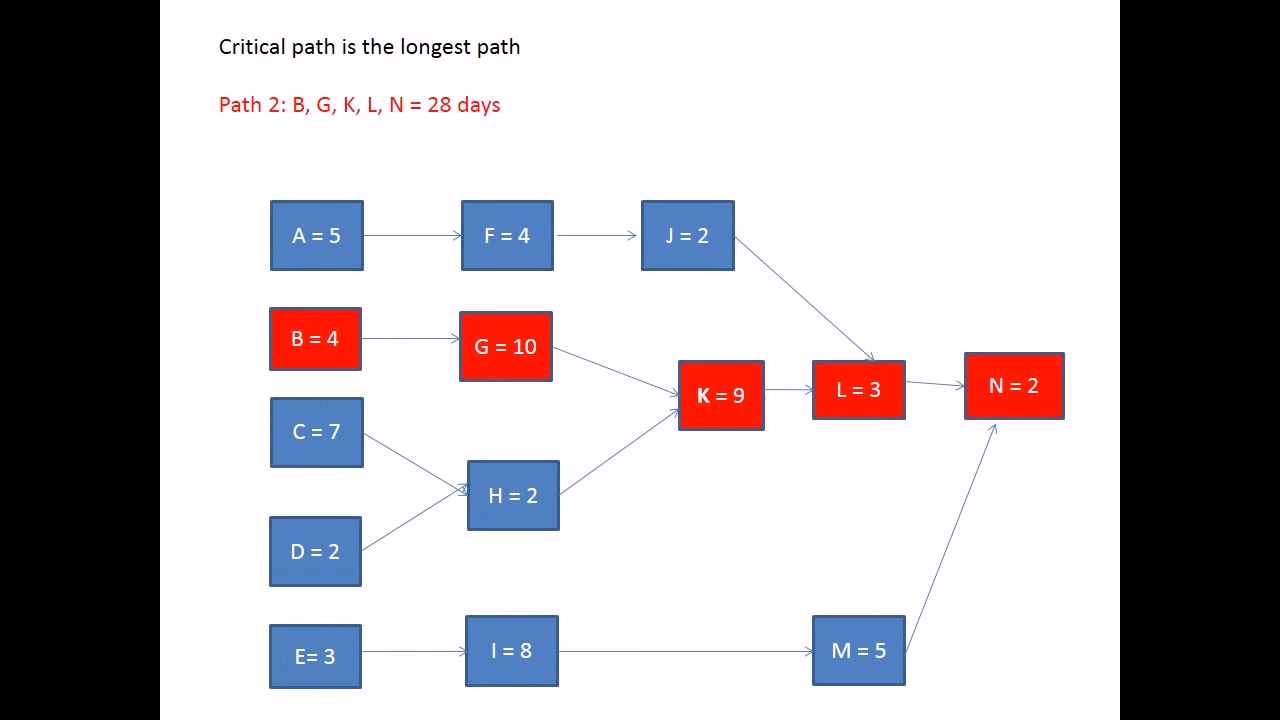 Critical path is the longest path
Path 2: B, G, K, L, N = 28 days
A = 5
F = 4
J = 2
B = 4
G = 10
K = 9
L = 3
N = 2
C = 7
H = 2
D = 2
E= 3
I = 8
M = 5